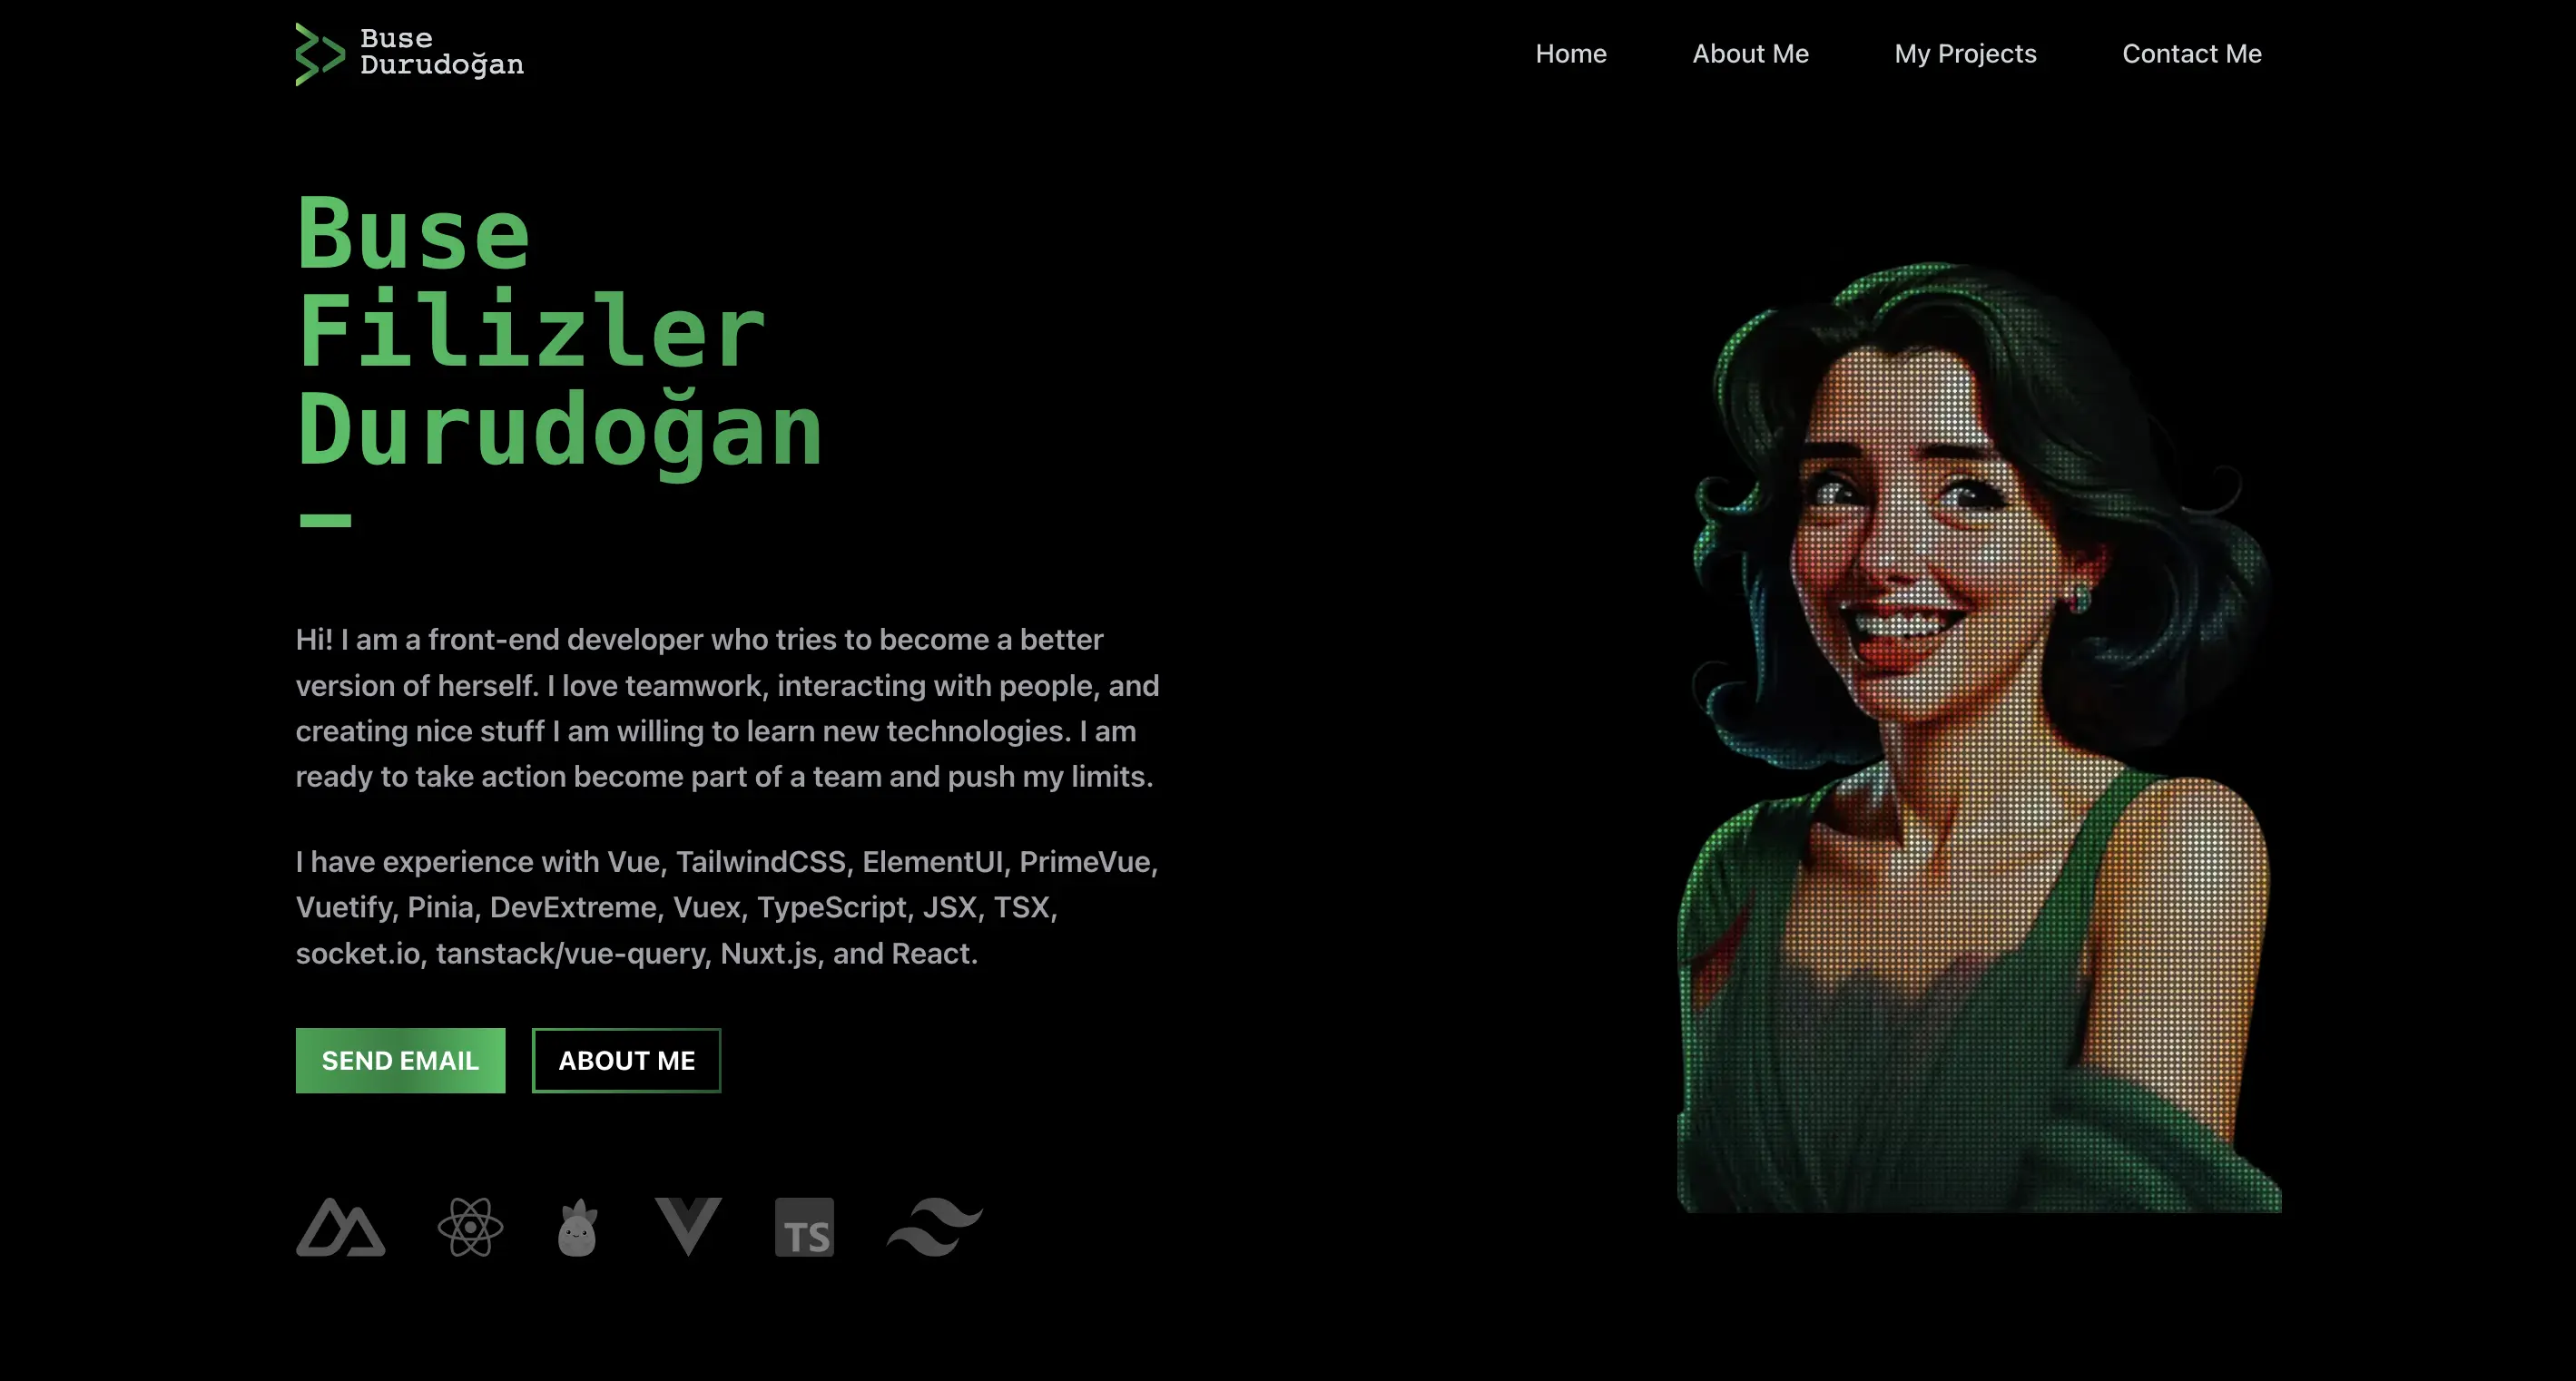 Buse
Durudoğan
Home
About Me
My Projects
Contact Me
Buse
Filizler
Durudoğan
_
Hi! I am a front-end developer who tries to become a better
version of herself. I love teamwork, interacting with people, and
creating nice stuff I am willing to learn new technologies. I am
ready to take action become part of a team and push my limits.
I have experience with Vue, TailwindCSS, ElementUI, PrimeVue,
Vuetify, Pinia, DevExtreme, Vuex, TypeScript, JSX, TSX,
socket.io, tanstack/vue-query, Nuxt.js, and React.
SEND EMAIL
ABOUT ME
TS